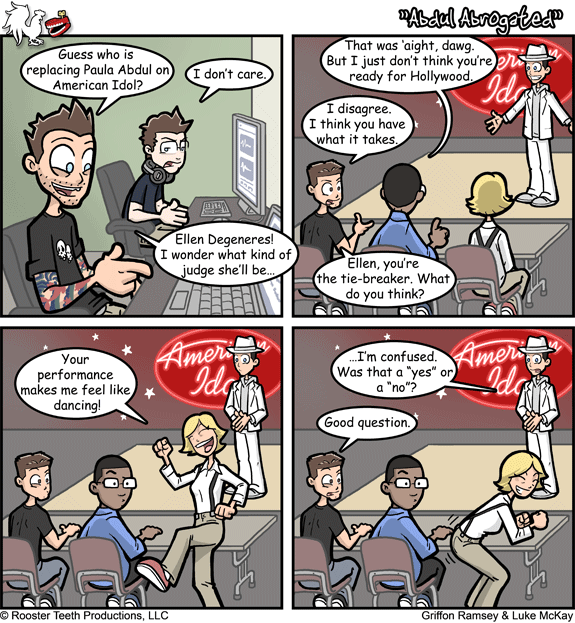 "Abdul Abrogated"
Guess who is
replacing Paula Abdul on
American Idol?
I don't care.
Ellen Degeneres!
I wonder what kind of
judge she'll be...
That was 'aight, dawg.
But I just don't think you're
ready for Hollywood.
I disagree.
I think you have
what it takes.
Ellen, you're
the tie-breaker. What
do you think?
Your
performance
makes me feel like
dancing!
American
Idol
...I'm confused.
Was that a "yes" or
a "no"?
Good question.
© Rooster Teeth Productions, LLC
Griffon Ramsey & Luke McKay